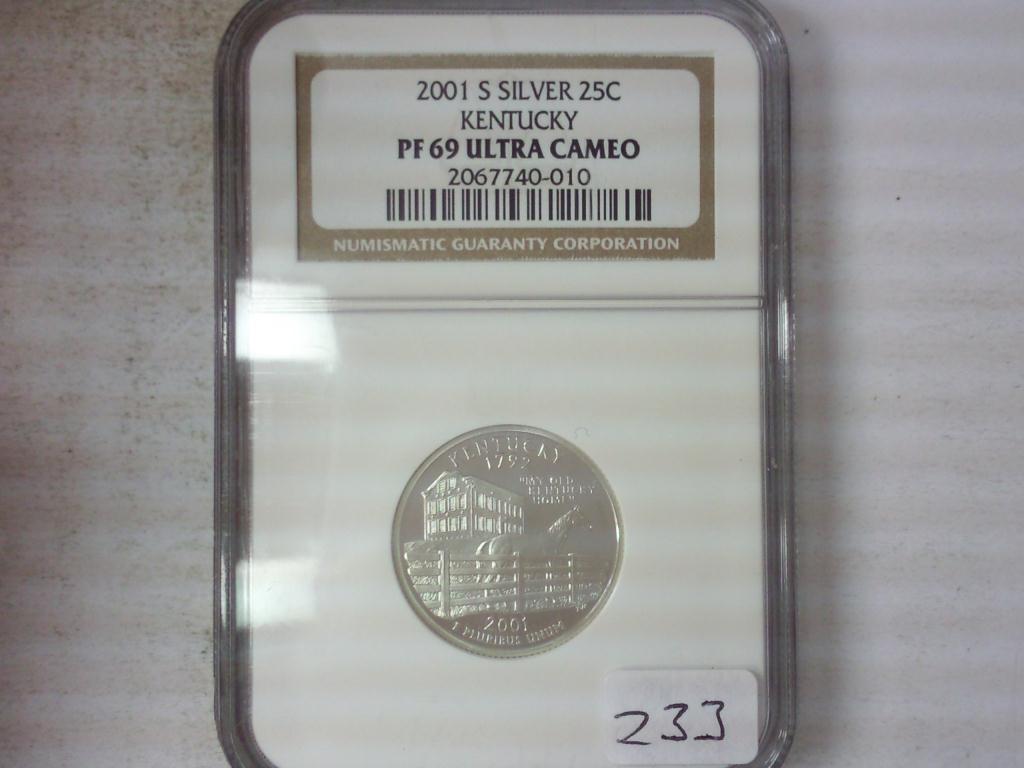 2001 S SILVER 25C
KENTUCKY
PF 69 ULTRA CAMEO
2067740-010
NUMISMATIC GUARANTY CORPORATION
KENTUCKY
1792
"MY OLD
KENTUCKY
HOME"
2001
E PLURIBUS UNUM
233